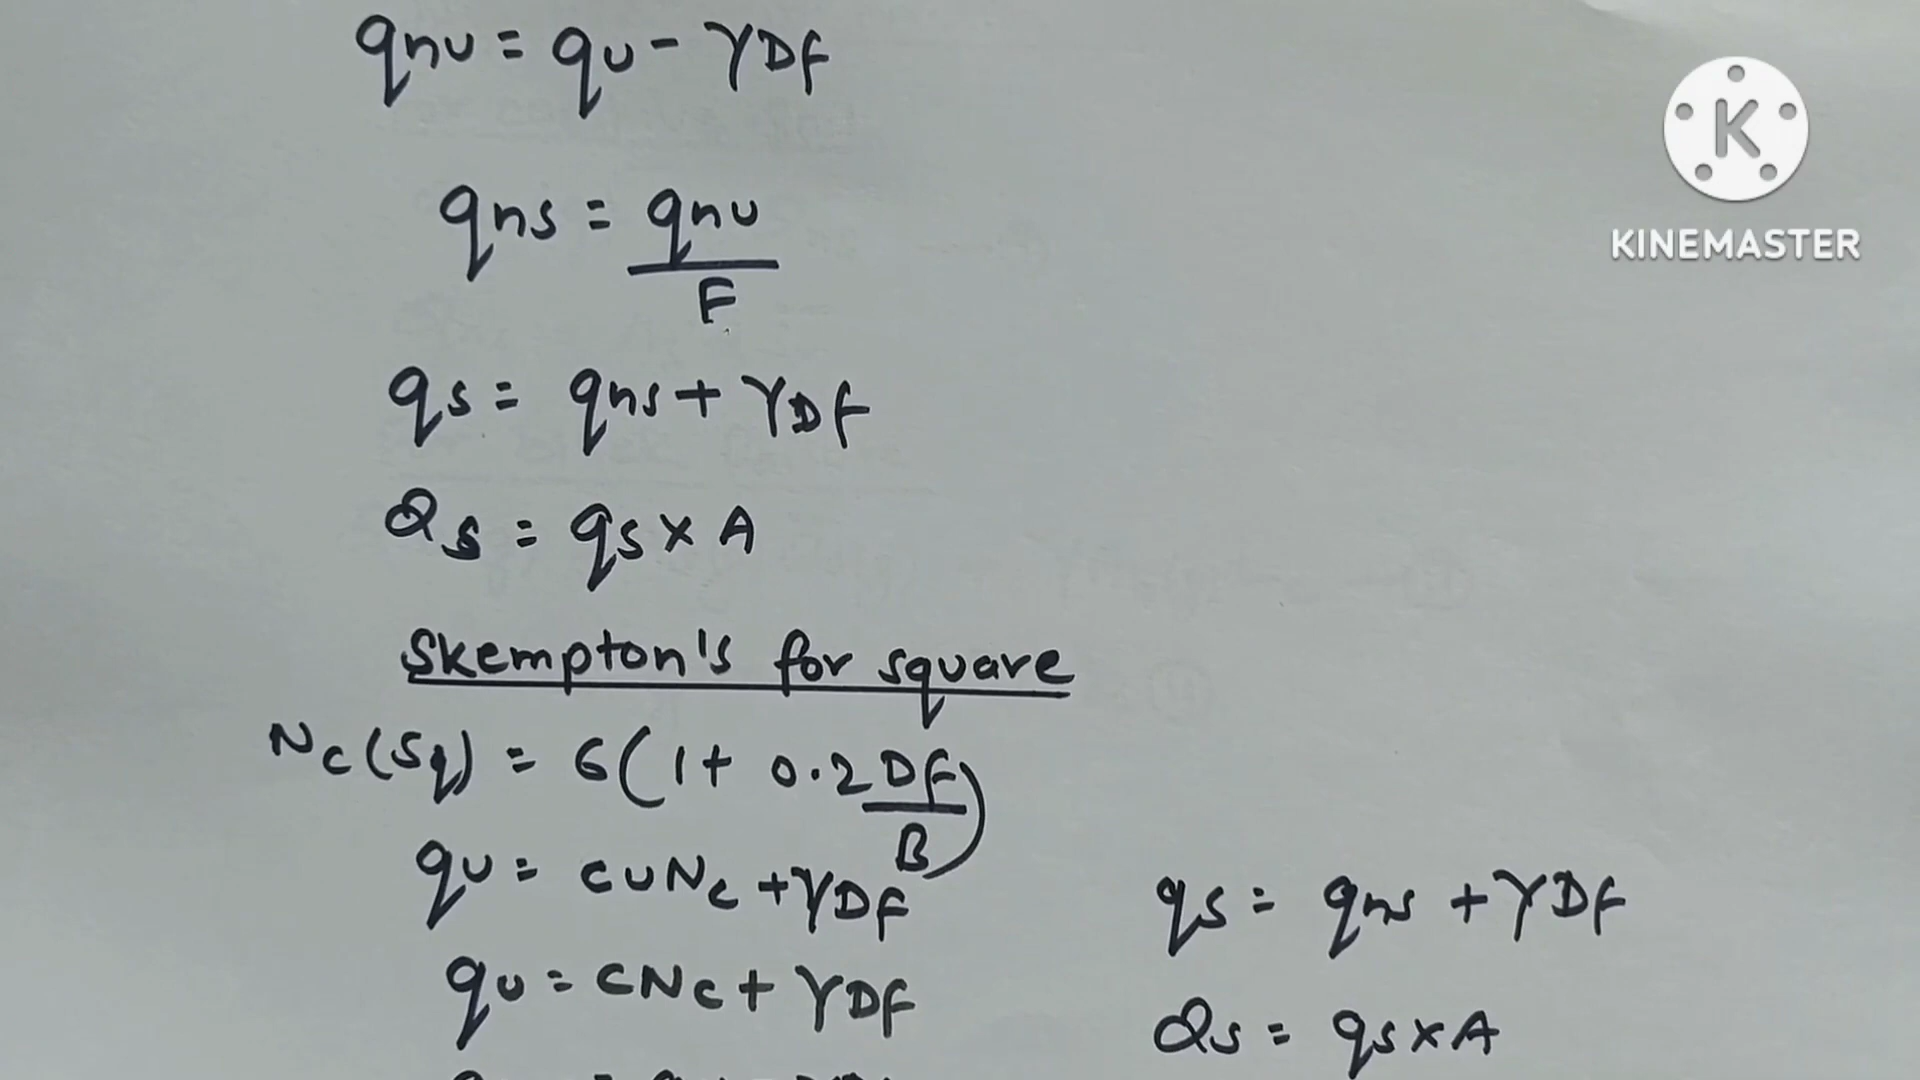 qnu = qu - γDf
KINEMASTER
qns = qnu / F
qs = qns + γDf
Qs = qs x A
Skempton's for square
Nc(Sq) = 6(1 + 0.2 Df / B)
qu = cuNc + γDf
qs = qns + γDf
qu = cNc + γDf
Qs = qs x A